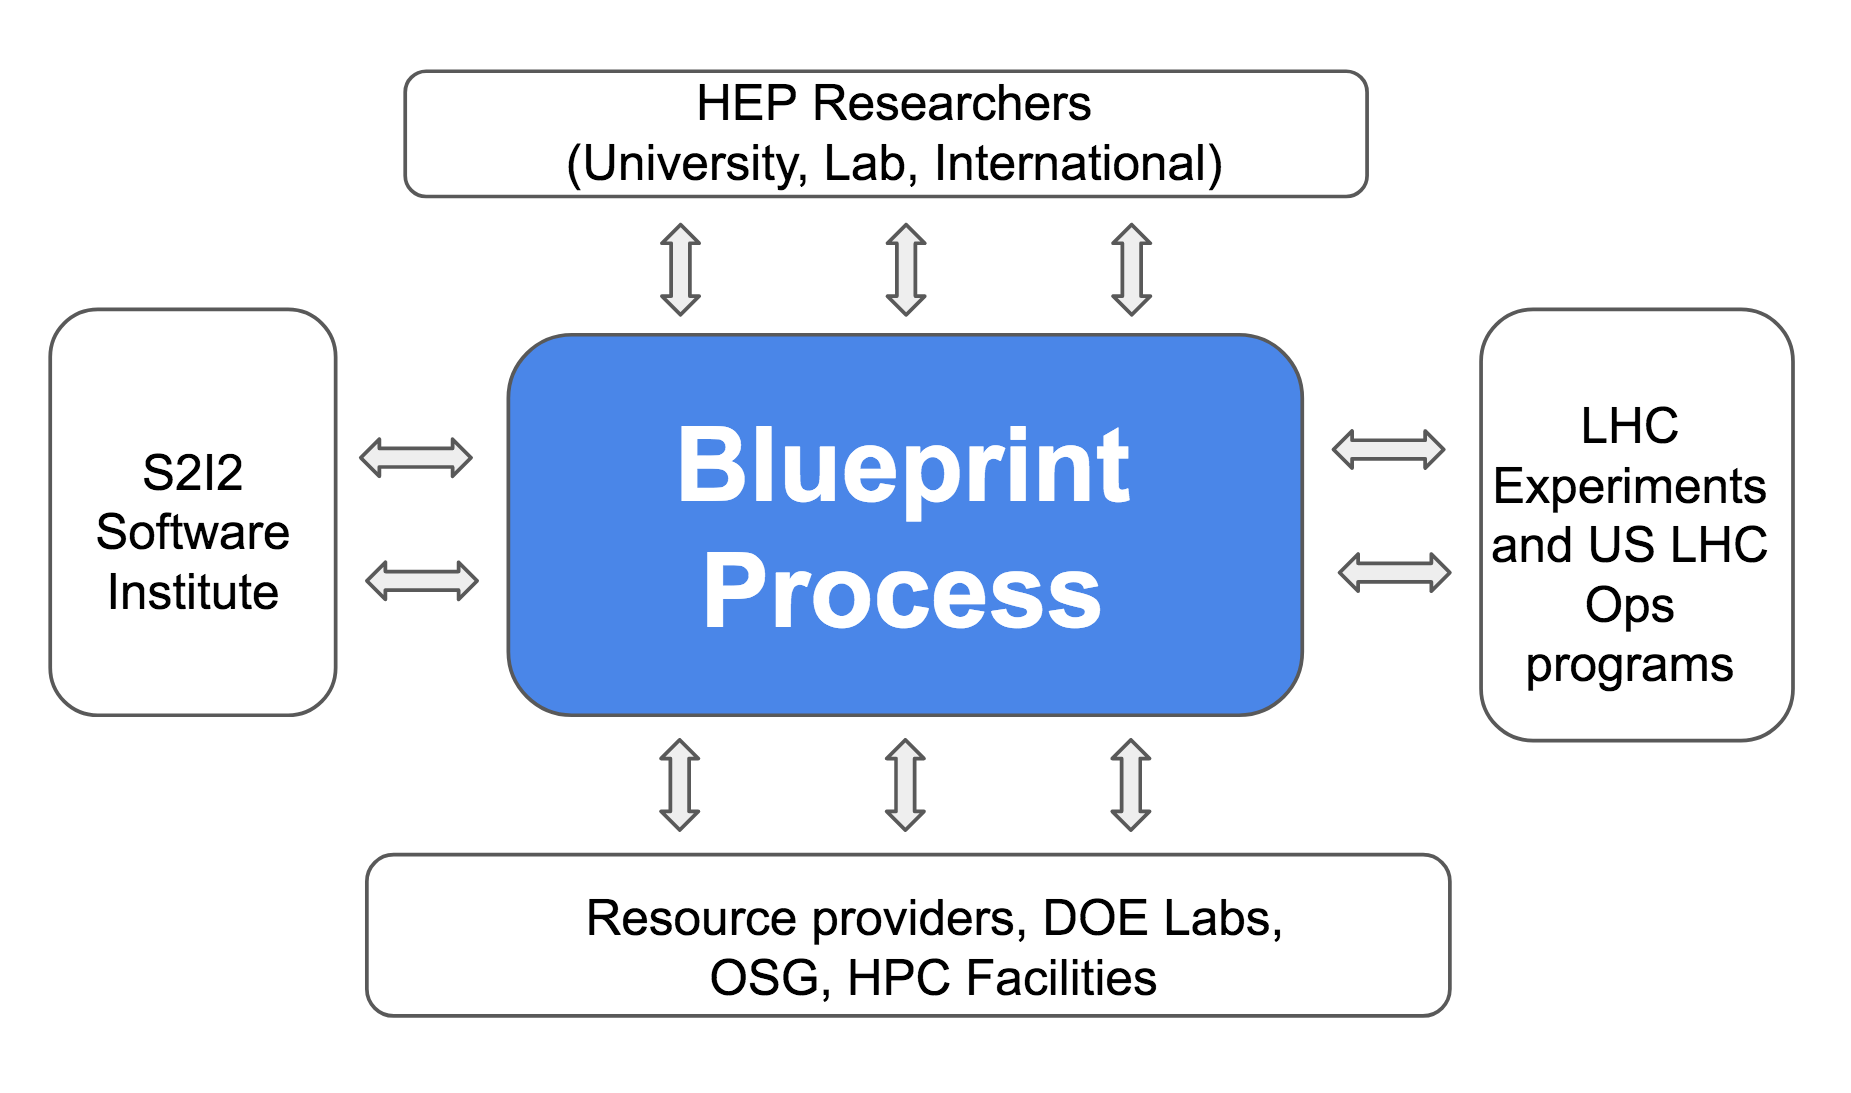 HEP Researchers
(University, Lab, International)
S2I2
Software
Institute
Blueprint
Process
LHC
Experiments
and US LHC
Ops
programs
Resource providers, DOE Labs,
OSG, HPC Facilities